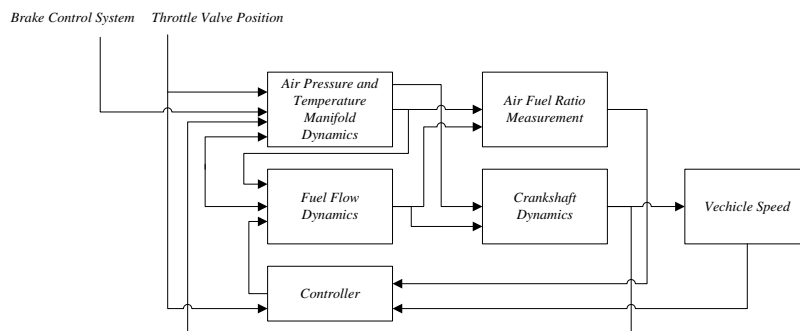 Brake Control System
Throttle Valve Position
Air Pressure and
Temperature
Manifold
Dynamics
Air Fuel Ratio
Measurement
Fuel Flow
Dynamics
Crankshaft
Dynamics
Vechicle Speed
Controller